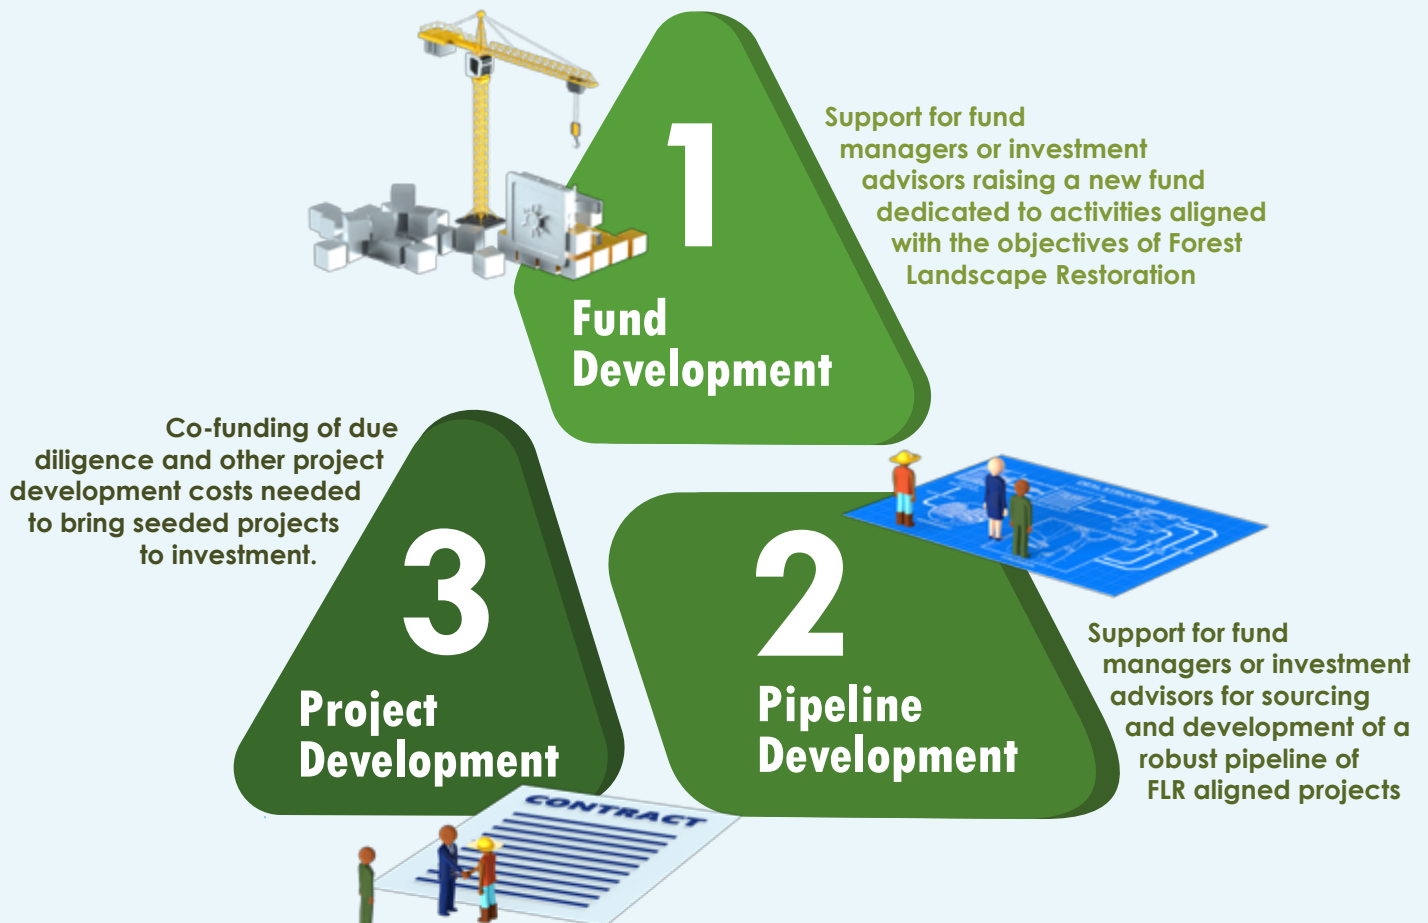 1
Fund
Development
Support for fund
managers or investment
advisors raising a new fund
dedicated to activities aligned
with the objectives of Forest
Landscape Restoration
2
Pipeline
Development
Support for fund
managers or investment
advisors for sourcing
and development of a
robust pipeline of
FLR aligned projects
3
Project
Development
Co-funding of due
diligence and other project
development costs needed
to bring seeded projects
to investment.
CONTRACT